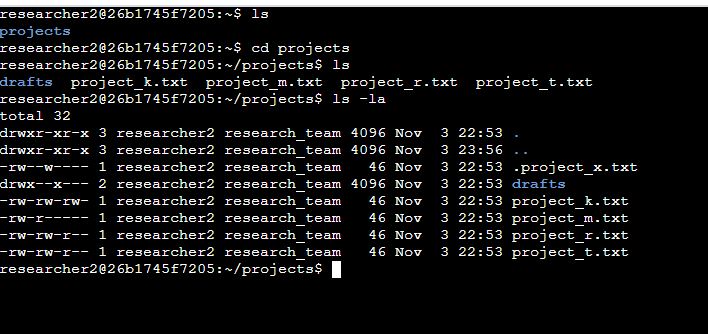 researcher2@26b1745f7205:~$ ls
projects
researcher2@26b1745f7205:~$ cd projects
researcher2@26b1745f7205:~/projects$ ls
drafts  project_k.txt  project_m.txt  project_r.txt  project_t.txt
researcher2@26b1745f7205:~/projects$ ls -la
total 32
drwxr-xr-x 3 researcher2 research_team 4096 Nov  3 22:53 .
drwxr-xr-x 3 researcher2 research_team 4096 Nov  3 23:56 ..
-rw--w---- 1 researcher2 research_team   46 Nov  3 22:53 .project_x.txt
drwx--x--- 2 researcher2 research_team 4096 Nov  3 22:53 drafts
-rw-rw-rw- 1 researcher2 research_team   46 Nov  3 22:53 project_k.txt
-rw-r----- 1 researcher2 research_team   46 Nov  3 22:53 project_m.txt
-rw-rw-r-- 1 researcher2 research_team   46 Nov  3 22:53 project_r.txt
-rw-rw-r-- 1 researcher2 research_team   46 Nov  3 22:53 project_t.txt
researcher2@26b1745f7205:~/projects$